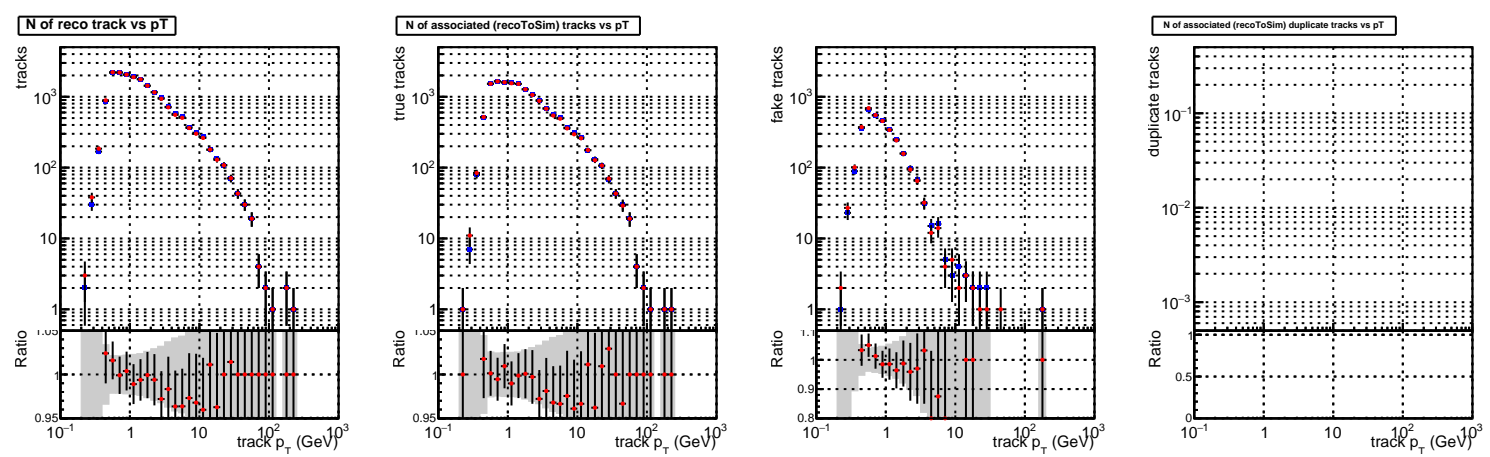 N of reco track vs pT
tracks
10³
10²
10
1
Ratio
1.05
1
0.95
10⁻¹ 1 10 10² 10³
track p_T (GeV)
N of associated (recoToSim) tracks vs pT
true tracks
10³
10²
10
1
Ratio
1.05
1
0.95
10⁻¹ 1 10 10² 10³
track p_T (GeV)
fake tracks
10³
10²
10
1
Ratio
1.1
1
0.9
0.8
10⁻¹ 1 10 10² 10³
track p_T (GeV)
N of associated (recoToSim) duplicate tracks vs pT
duplicate tracks
10⁻¹
10⁻²
10⁻³
Ratio
1
0.5
0
10⁻¹ 1 10 10² 10³
track p_T (GeV)